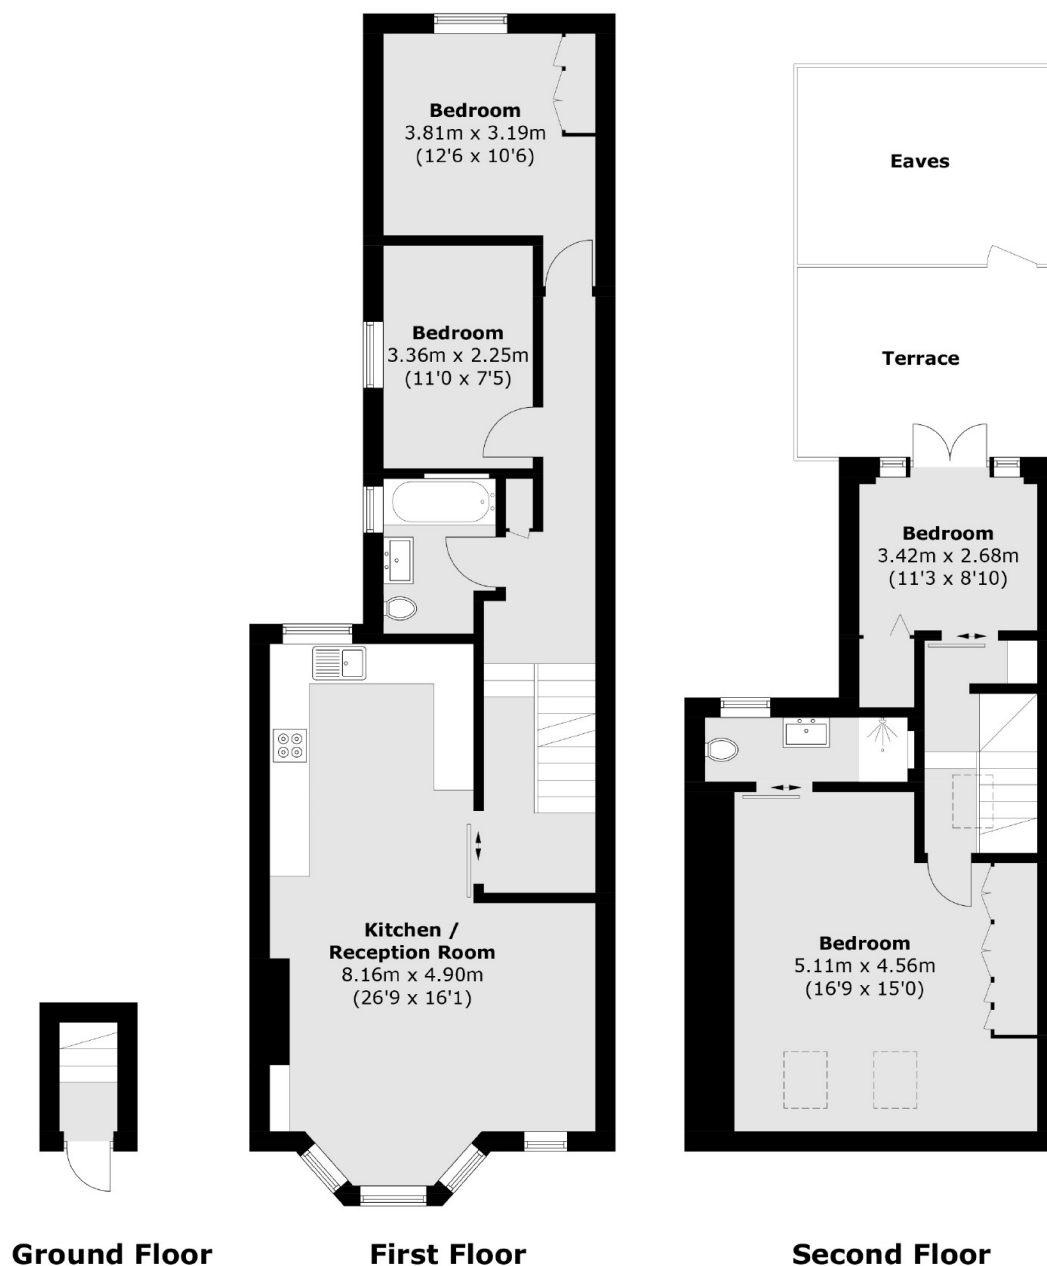 Bedroom
3.81m x 3.19m
(12'6 x 10'6)
Eaves
Bedroom
3.36m x 2.25m
(11'0 x 7'5)
Terrace
Bedroom
3.42m x 2.68m
(11'3 x 8'10)
Kitchen /
Reception Room
8.16m x 4.90m
(26'9 x 16'1)
Bedroom
5.11m x 4.56m
(16'9 x 15'0)
Ground Floor
First Floor
Second Floor